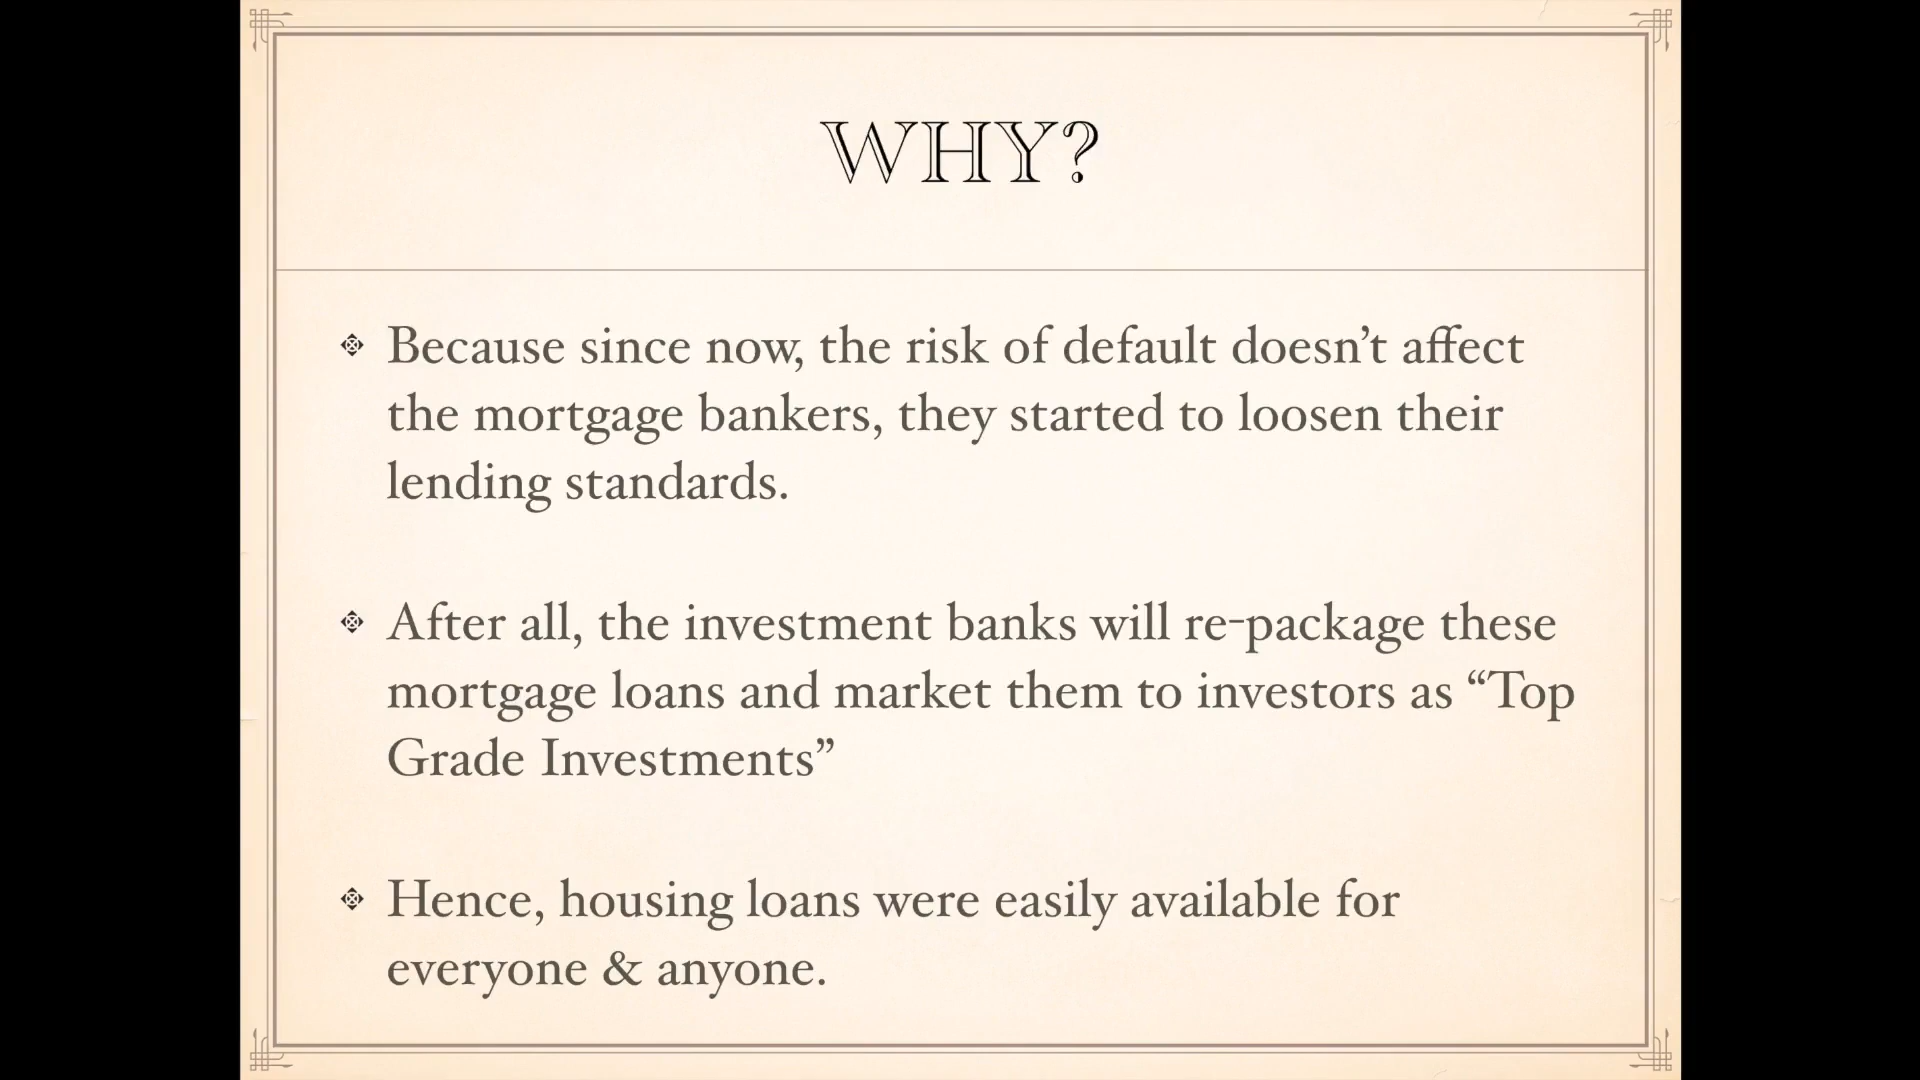 WHY?
Because since now, the risk of default doesn’t affect
the mortgage bankers, they started to loosen their
lending standards.
After all, the investment banks will re-package these
mortgage loans and market them to investors as “Top
Grade Investments”
Hence, housing loans were easily available for
everyone & anyone.